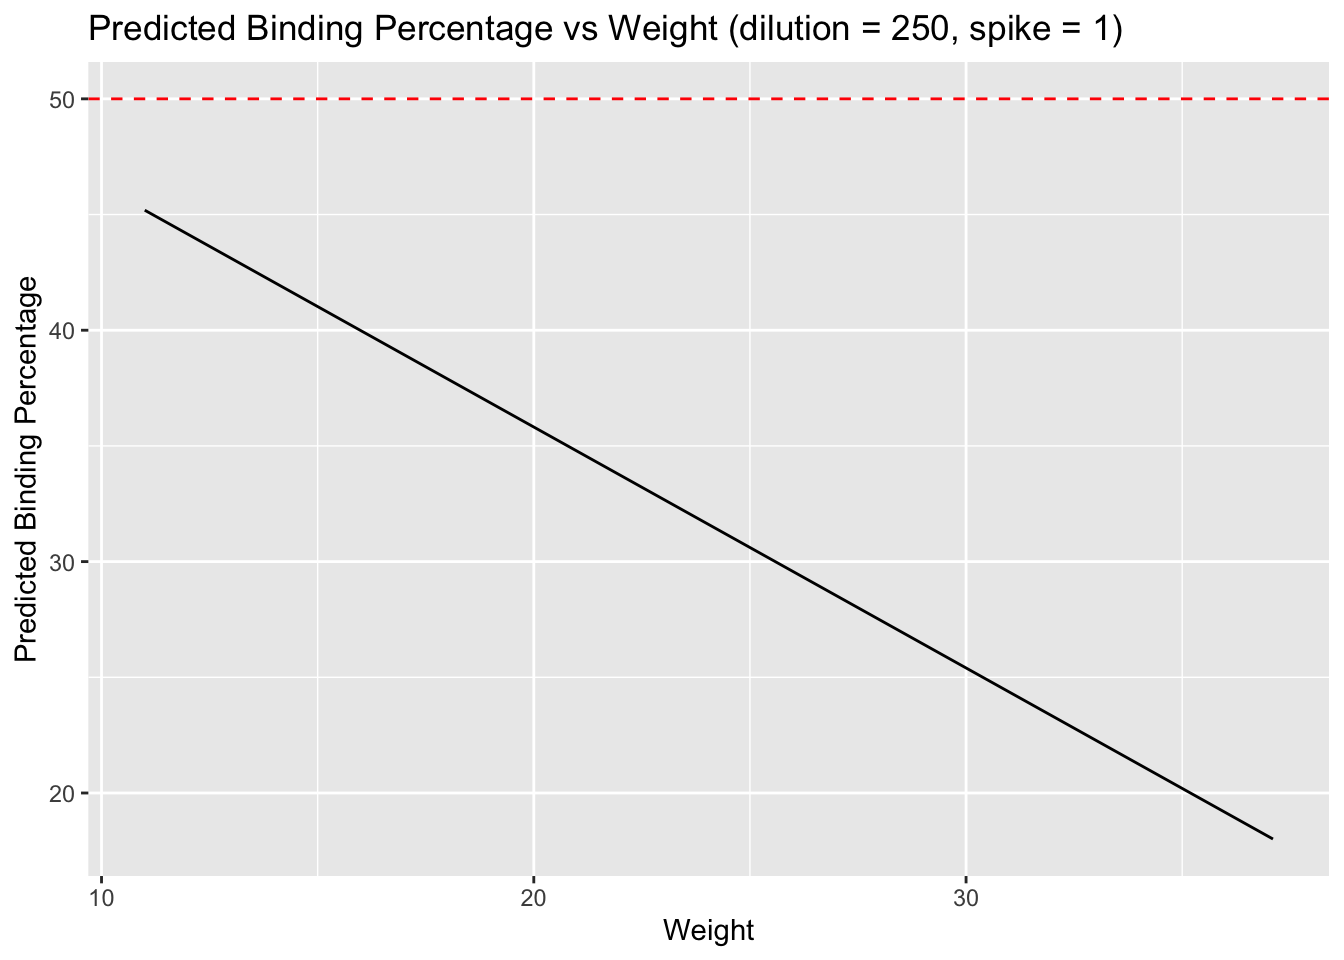 Predicted Binding Percentage vs Weight (dilution = 250, spike = 1)
Predicted Binding Percentage
50
40
30
20
10
20
30
Weight